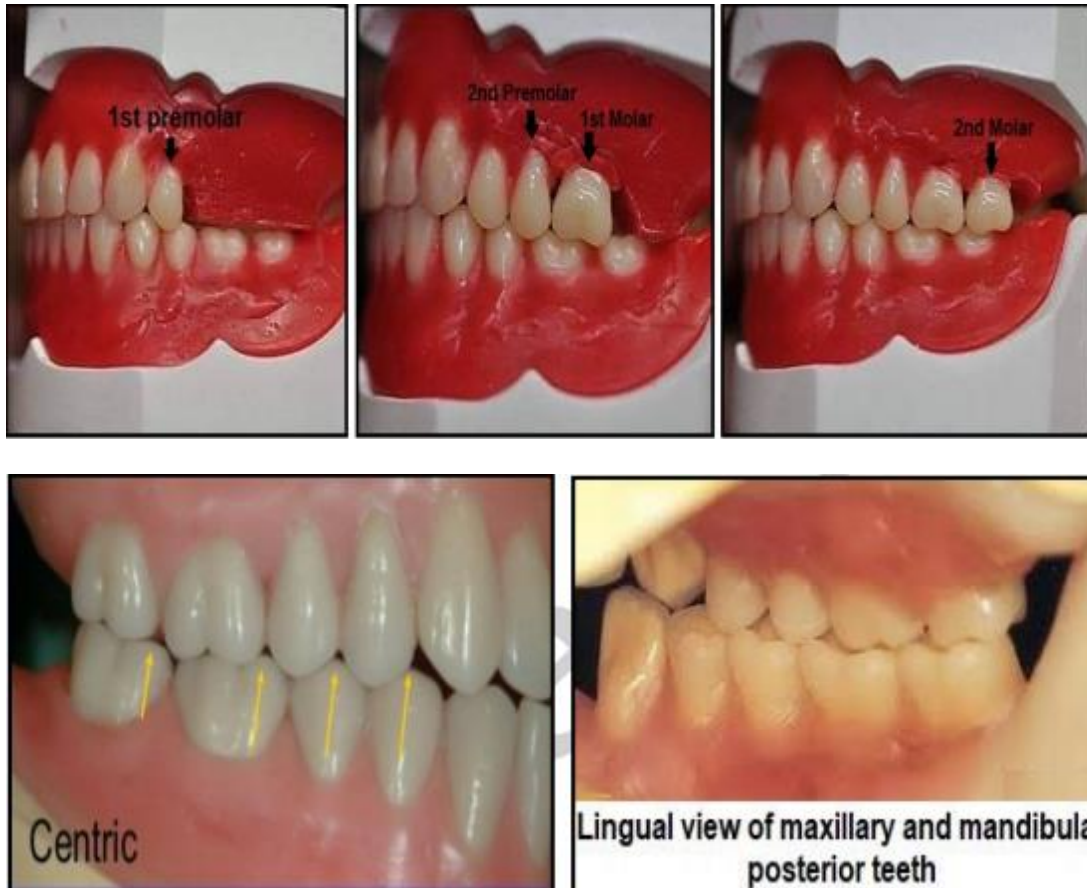 1st premolar
2nd Premolar
1st Molar
2nd Molar
Centric
Lingual view of maxillary and mandibula
posterior teeth